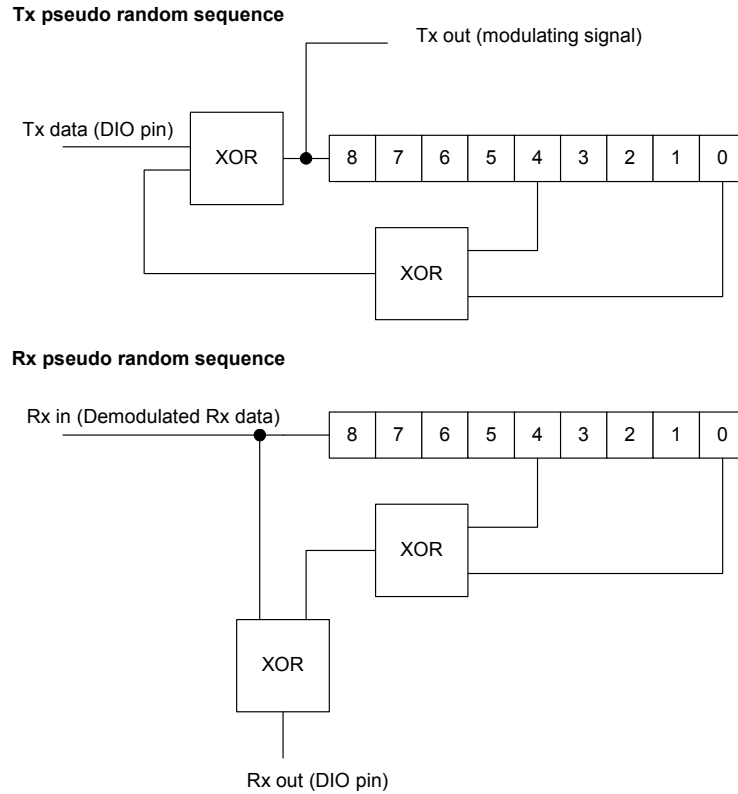 Tx pseudo random sequence
Tx out (modulating signal)
Tx data (DIO pin)
XOR
8 7 6 5 4 3 2 1 0
XOR
Rx pseudo random sequence
Rx in (Demodulated Rx data)
8 7 6 5 4 3 2 1 0
XOR
XOR
Rx out (DIO pin)